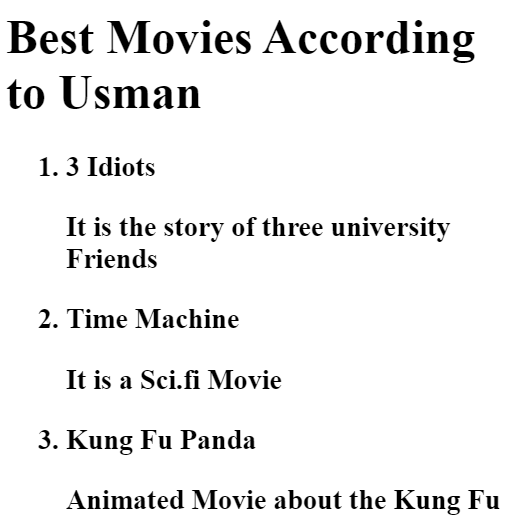 Best Movies According
to Usman
1. 3 Idiots
It is the story of three university
Friends
2. Time Machine
It is a Sci.fi Movie
3. Kung Fu Panda
Animated Movie about the Kung Fu